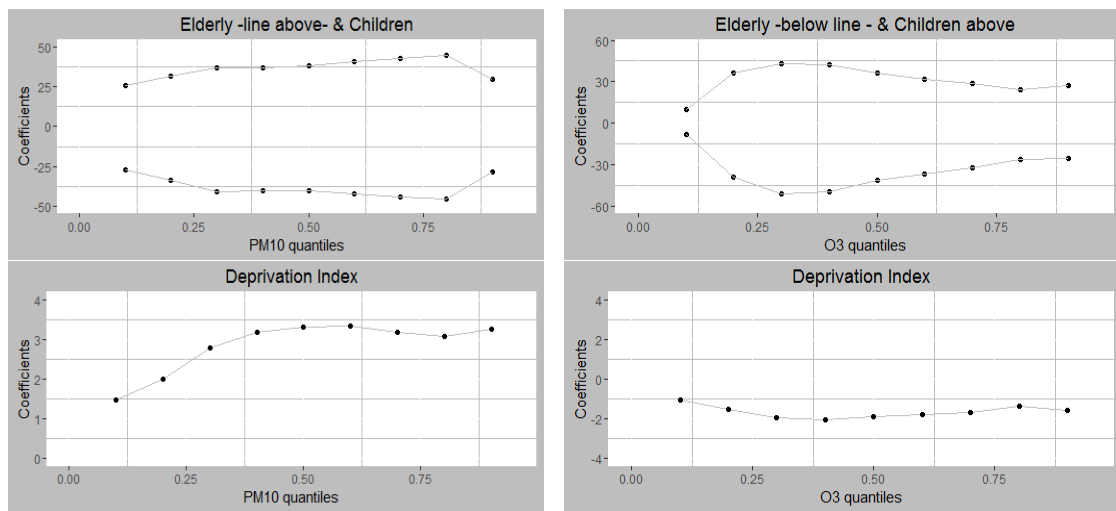 Elderly -line above- & Children
50
25
0
-25
-50
Coefficients
0.00 0.25 0.50 0.75
PM10 quantiles
Elderly -below line - & Children above
60
30
0
-30
-60
Coefficients
0.00 0.25 0.50 0.75
O3 quantiles
Deprivation Index
4
3
2
1
0
Coefficients
0.00 0.25 0.50 0.75
PM10 quantiles
Deprivation Index
4
2
0
-2
-4
Coefficients
0.00 0.25 0.50 0.75
O3 quantiles